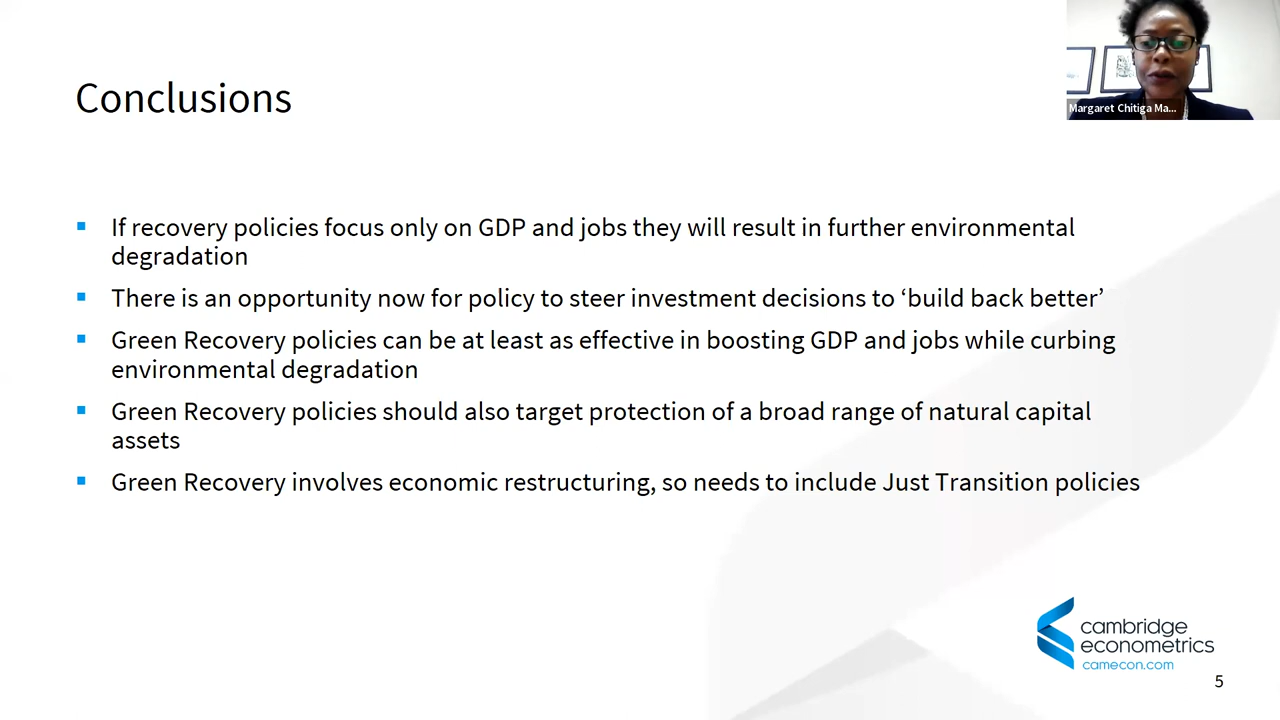 Margaret Chitiga Ma...
Conclusions
If recovery policies focus only on GDP and jobs they will result in further environmental
degradation
There is an opportunity now for policy to steer investment decisions to ‘build back better’
Green Recovery policies can be at least as effective in boosting GDP and jobs while curbing
environmental degradation
Green Recovery policies should also target protection of a broad range of natural capital
assets
Green Recovery involves economic restructuring, so needs to include Just Transition policies
cambridge
econometrics
camecon.com
5